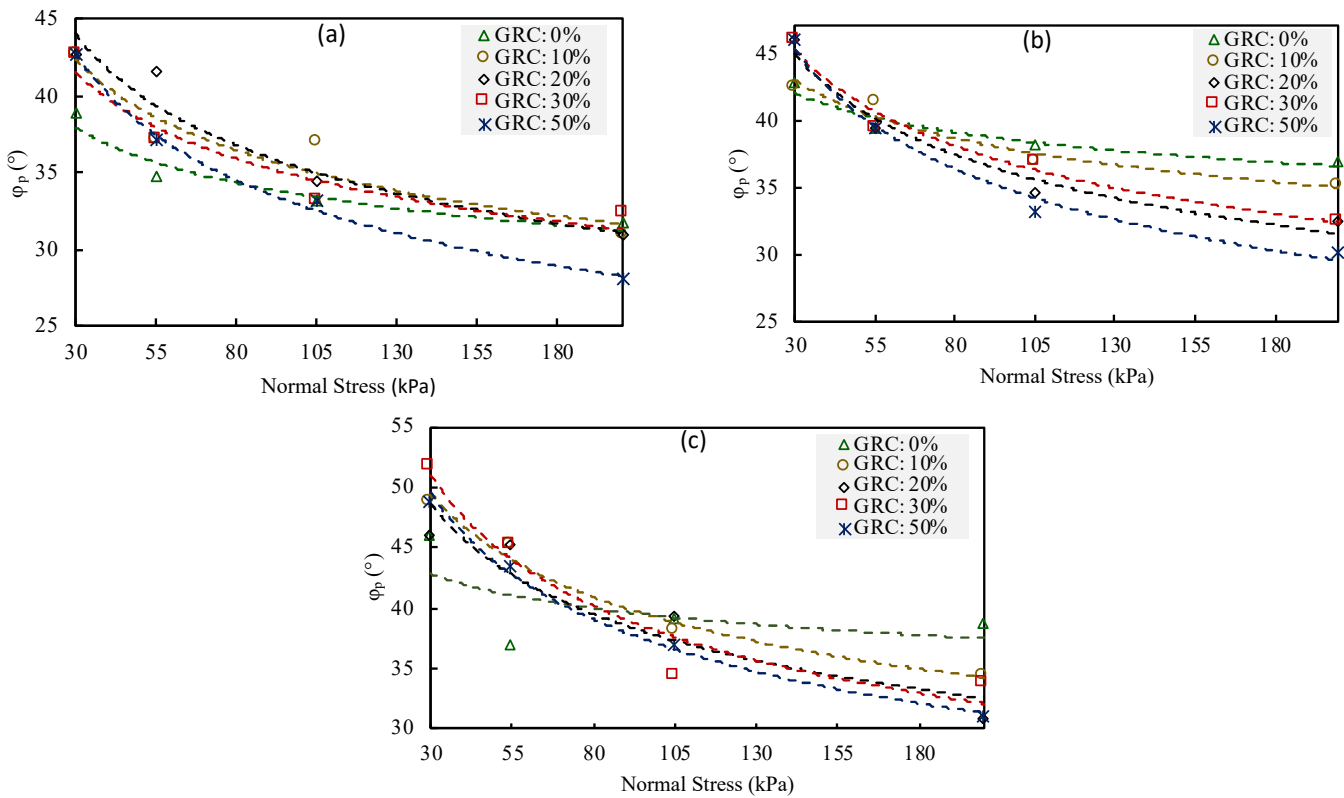 (a)
45
40
35
30
25
φp (°)
30 55 80 105 130 155 180
Normal Stress (kPa)
GRC: 0%
GRC: 10%
GRC: 20%
GRC: 30%
GRC: 50%
(b)
45
40
35
30
25
φp (°)
30 55 80 105 130 155 180
Normal Stress (kPa)
GRC: 0%
GRC: 10%
GRC: 20%
GRC: 30%
GRC: 50%
(c)
55
50
45
40
35
30
φp (°)
30 55 80 105 130 155 180
Normal Stress (kPa)
GRC: 0%
GRC: 10%
GRC: 20%
GRC: 30%
GRC: 50%